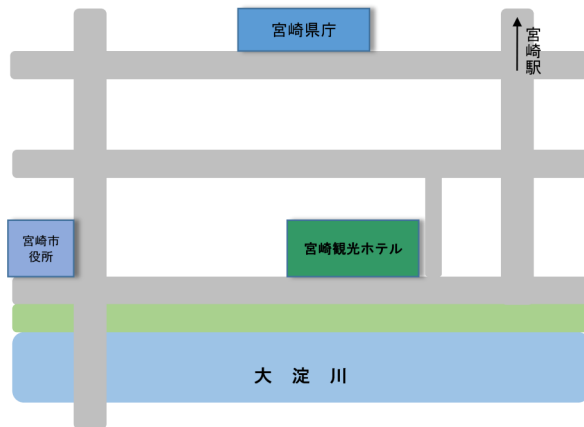 宮崎県庁
宮崎駅
宮崎市
役所
宮崎観光ホテル
大 淀 川